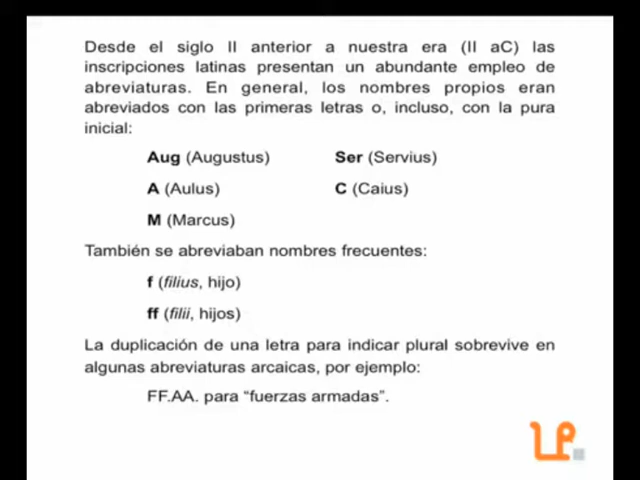 Desde el siglo II anterior a nuestra era (II aC) las
inscripciones latinas presentan un abundante empleo de
abreviaturas. En general, los nombres propios eran
abreviados con las primeras letras o, incluso, con la pura
inicial:
Aug (Augustus) Ser (Servius)
A (Aulus) C (Caius)
M (Marcus)
También se abreviaban nombres frecuentes:
f (filius, hijo)
ff (filii, hijos)
La duplicación de una letra para indicar plural sobrevive en
algunas abreviaturas arcaicas, por ejemplo:
FF.AA. para “fuerzas armadas”.